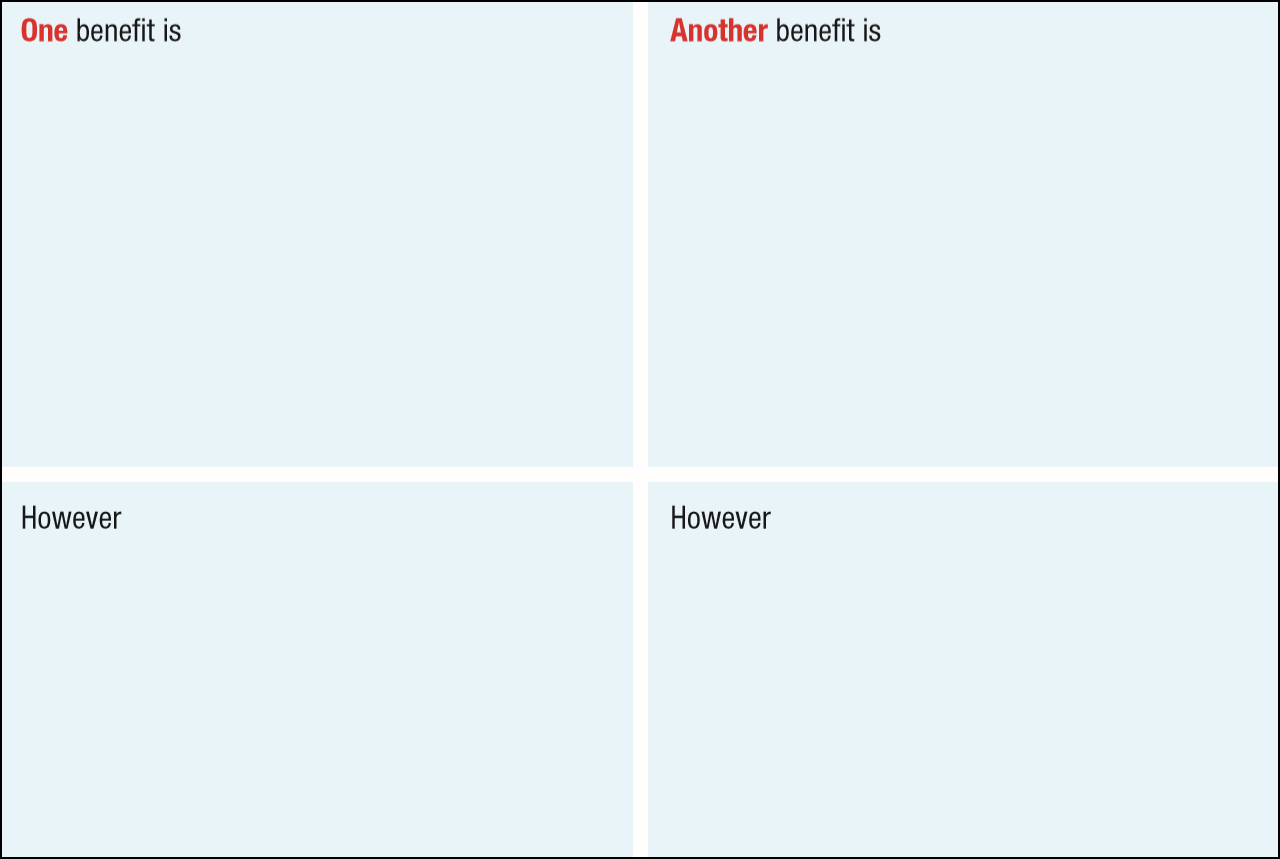 One benefit is
Another benefit is
However
However